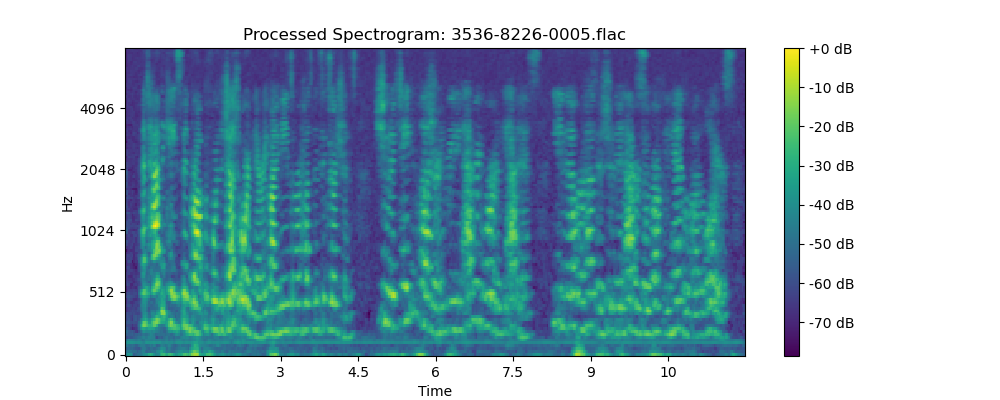 Processed Spectrogram: 3536-8226-0005.flac
+0 dB
-10 dB
-20 dB
-30 dB
-40 dB
-50 dB
-60 dB
-70 dB
Hz
4096
2048
1024
512
0
0 1.5 3 4.5 6 7.5 9 10
Time